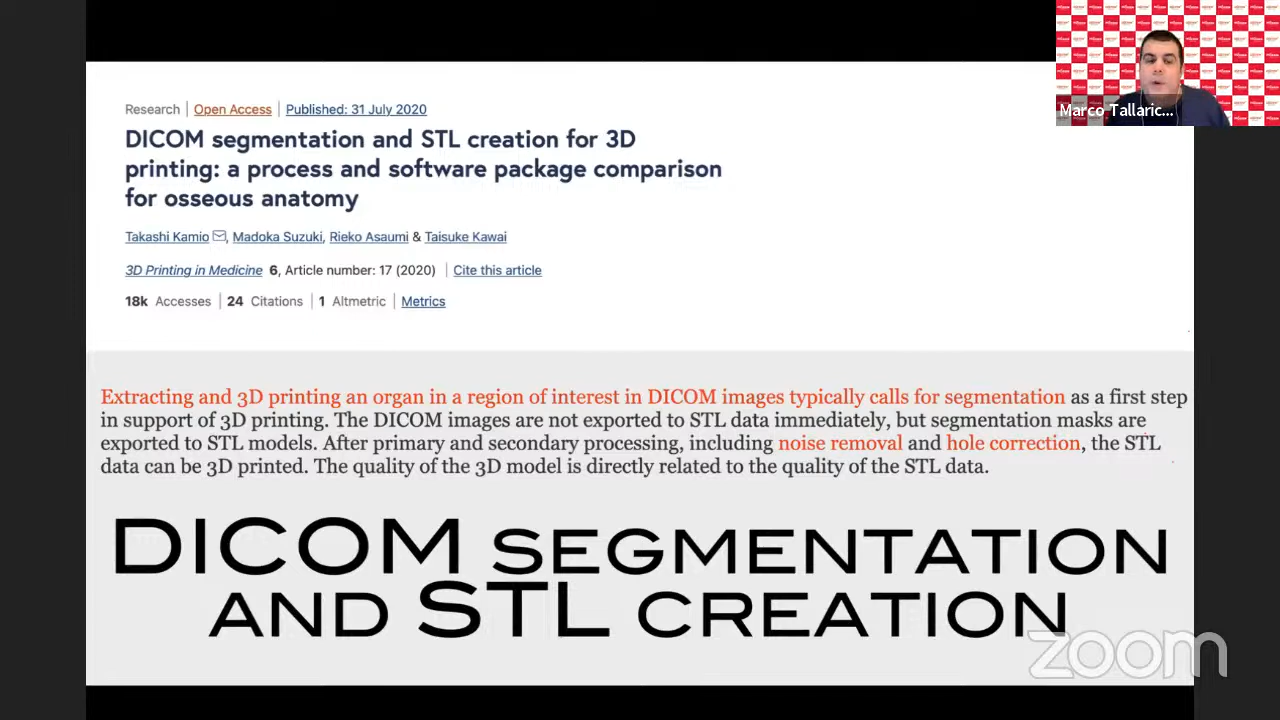 Research | Open Access | Published: 31 July 2020
DICOM segmentation and STL creation for 3D
printing: a process and software package comparison
for osseous anatomy
Takashi Kamio, Madoka Suzuki, Rieko Asaumi & Taisuke Kawai
3D Printing in Medicine 6, Article number: 17 (2020) | Cite this article
18k Accesses | 24 Citations | 1 Altmetric | Metrics
Marco Tallaric...
Extracting and 3D printing an organ in a region of interest in DICOM images typically calls for segmentation as a first step
in support of 3D printing. The DICOM images are not exported to STL data immediately, but segmentation masks are
exported to STL models. After primary and secondary processing, including noise removal and hole correction, the STL
data can be 3D printed. The quality of the 3D model is directly related to the quality of the STL data.
DICOM SEGMENTATION
AND STL CREATION
zoom